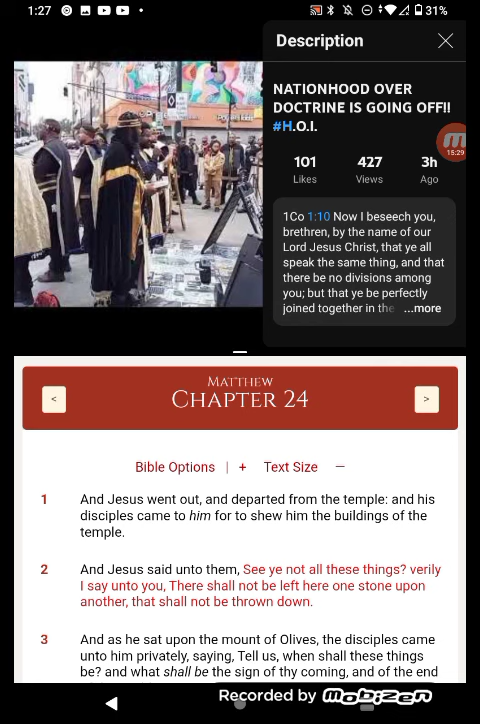 1:27
31%
Description
NATIONHOOD OVER
DOCTRINE IS GOING OFF!!
#H.O.I.
15:29
101 427 3h
Likes Views Ago
1Co 1:10 Now I beseech you,
brethren, by the name of our
Lord Jesus Christ, that ye all
speak the same thing, and that
there be no divisions among
you; but that ye be perfectly
joined together in the ...more
MATTHEW
< CHAPTER 24 >
Bible Options | + Text Size −
1 And Jesus went out, and departed from the temple: and his
disciples came to him for to shew him the buildings of the
temple.
2 And Jesus said unto them, See ye not all these things? verily
I say unto you, There shall not be left here one stone upon
another, that shall not be thrown down.
3 And as he sat upon the mount of Olives, the disciples came
unto him privately, saying, Tell us, when shall these things
be? and what shall be the sign of thy coming, and of the end
Recorded by Mobizen